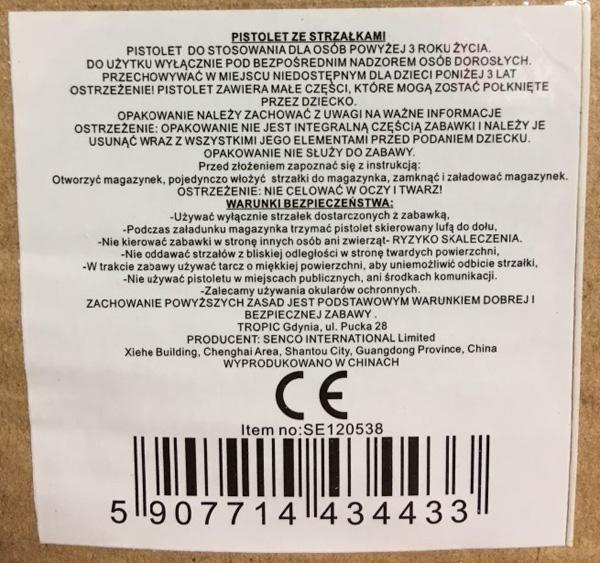 PISTOLET ZE STRZAŁKAMI
PISTOLET DO STOSOWANIA DLA OSÓB POWYŻEJ 3 ROKU ŻYCIA.
DO UŻYTKU WYŁĄCZNIE POD BEZPOŚREDNIM NADZOREM OSÓB DOROSŁYCH.
PRZECHOWYWAĆ W MIEJSCU NIEDOSTĘPNYM DLA DZIECI PONIŻEJ 3 LAT
OSTRZEŻENIE! PISTOLET ZAWIERA MAŁE CZĘŚCI, KTÓRE MOGĄ ZOSTAĆ POŁKNIĘTE
PRZEZ DZIECKO.
OPAKOWANIE NALEŻY ZACHOWAĆ Z UWAGI NA WAŻNE INFORMACJE
OSTRZEŻENIE: OPAKOWANIE NIE JEST INTEGRALNĄ CZĘŚCIĄ ZABAWKI I NALEŻY JE
USUNĄĆ WRAZ Z WSZYSTKIMI JEGO ELEMENTAMI PRZED PODANIEM DZIECKU.
OPAKOWANIE NIE SŁUŻY DO ZABAWY.
Przed złożeniem zapoznać się z instrukcją:
Otworzyć magazynek, pojedynczo włożyć strzałki do magazynka, zamknąć i załadować magazynek.
OSTRZEŻENIE: NIE CELOWAĆ W OCZY I TWARZ!
WARUNKI BEZPIECZEŃSTWA:
-Używać wyłącznie strzałek dostarczonych z zabawką,
-Podczas załadunku magazynka trzymać pistolet skierowany lufą do dołu,
-Nie kierować zabawki w stronę innych osób ani zwierząt- RYZYKO SKALECZENIA.
-Nie oddawać strzałów z bliskiej odległości w stronę twardych powierzchni,
-W trakcie zabawy używać tarcz o miękkiej powierzchni, aby uniemożliwić odbicie strzałki,
-Nie używać pistoletu w miejscach publicznych, ani środkach komunikacji.
-Zalecamy używania okularów ochronnych.
ZACHOWANIE POWYŻSZYCH ZASAD JEST PODSTAWOWYM WARUNKIEM DOBREJ I
BEZPIECZNEJ ZABAWY .
TROPIC Gdynia, ul. Pucka 28
PRODUCENT: SENCO INTERNATIONAL Limited
Xiehe Building, Chenghai Area, Shantou City, Guangdong Province, China
WYPRODUKOWANO W CHINACH
CE
Item no:SE120538
5 907714 434433